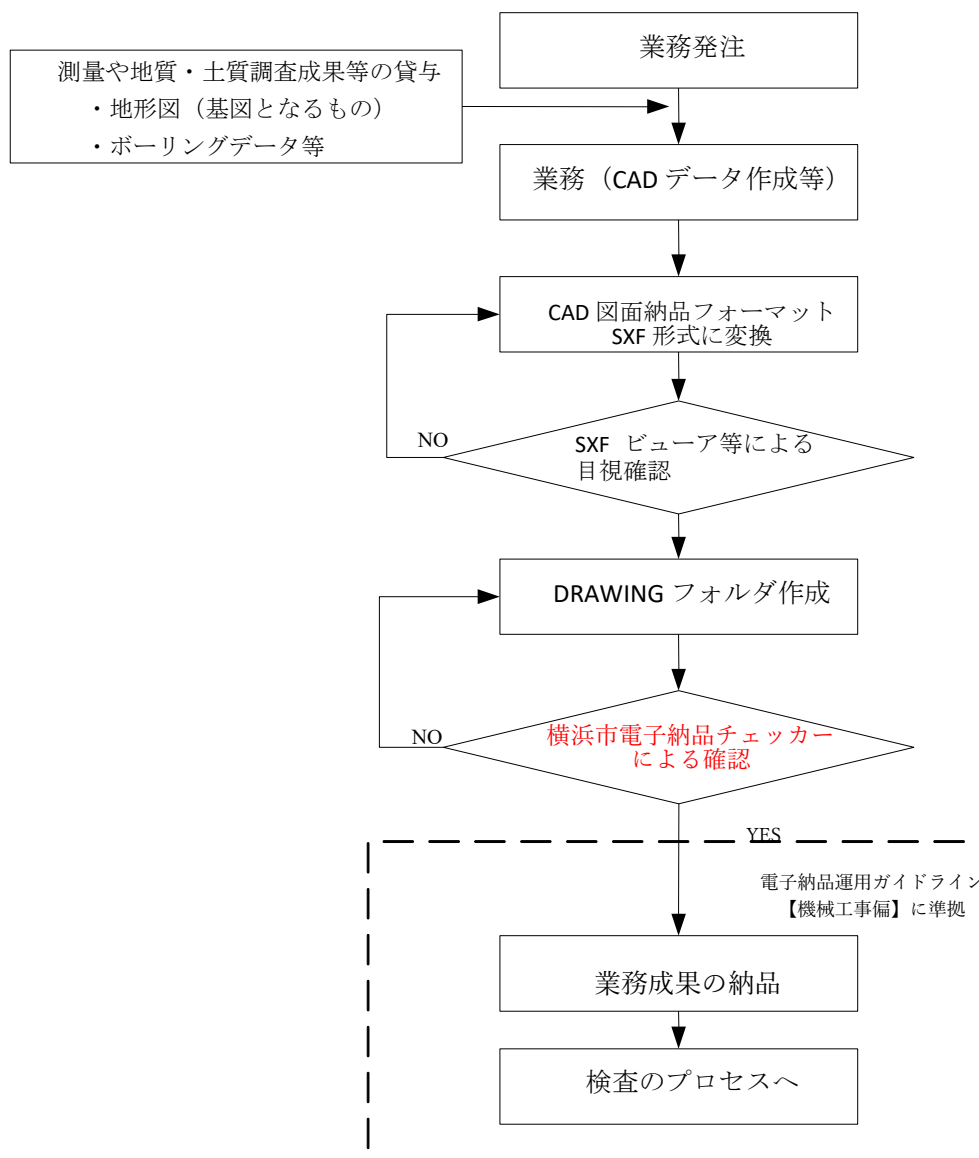 業務発注
測量や地質・土質調査成果等の貸与
・地形図（基図となるもの）
・ボーリングデータ等
業務（CAD データ作成等）
CAD 図面納品フォーマット
SXF 形式に変換
NO
SXF ビューア等による
目視確認
DRAWING フォルダ作成
NO
横浜市電子納品チェッカー
による確認
YES
電子納品運用ガイドライン
【機械工事偏】に準拠
業務成果の納品
検査のプロセスへ